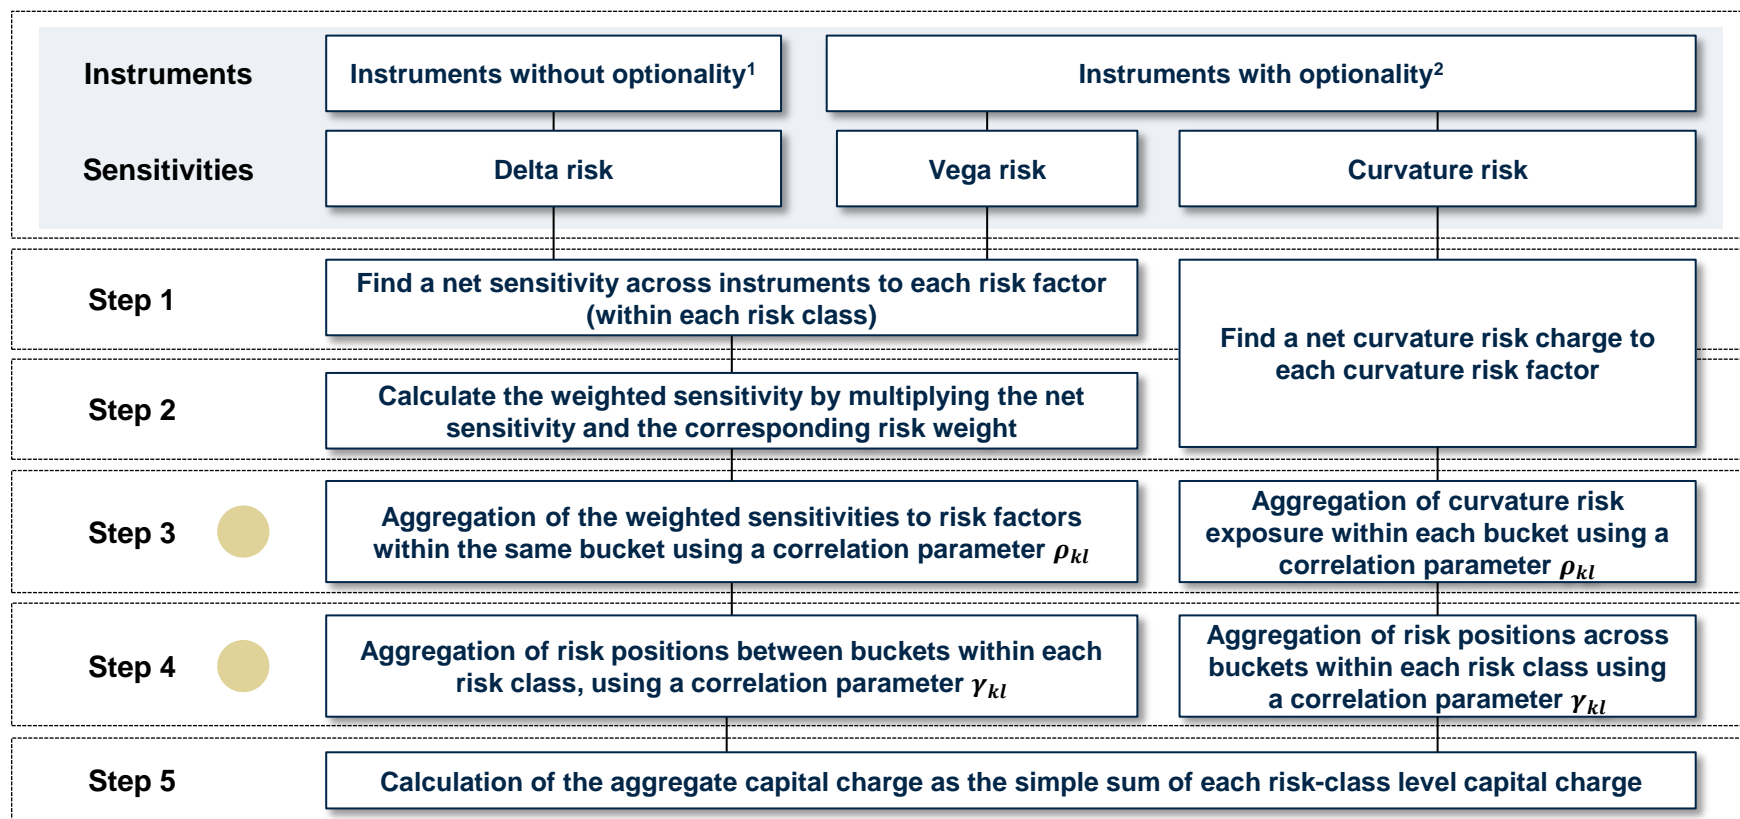 Instruments
Instruments without optionality¹
Instruments with optionality²
Sensitivities
Delta risk
Vega risk
Curvature risk
Step 1
Find a net sensitivity across instruments to each risk factor
(within each risk class)
Find a net curvature risk charge to
each curvature risk factor
Step 2
Calculate the weighted sensitivity by multiplying the net
sensitivity and the corresponding risk weight
Step 3
Aggregation of the weighted sensitivities to risk factors
within the same bucket using a correlation parameter ρₖₗ
Aggregation of curvature risk
exposure within each bucket using a
correlation parameter ρₖₗ
Step 4
Aggregation of risk positions between buckets within each
risk class, using a correlation parameter γₖₗ
Aggregation of risk positions across
buckets within each risk class using
a correlation parameter γₖₗ
Step 5
Calculation of the aggregate capital charge as the simple sum of each risk-class level capital charge